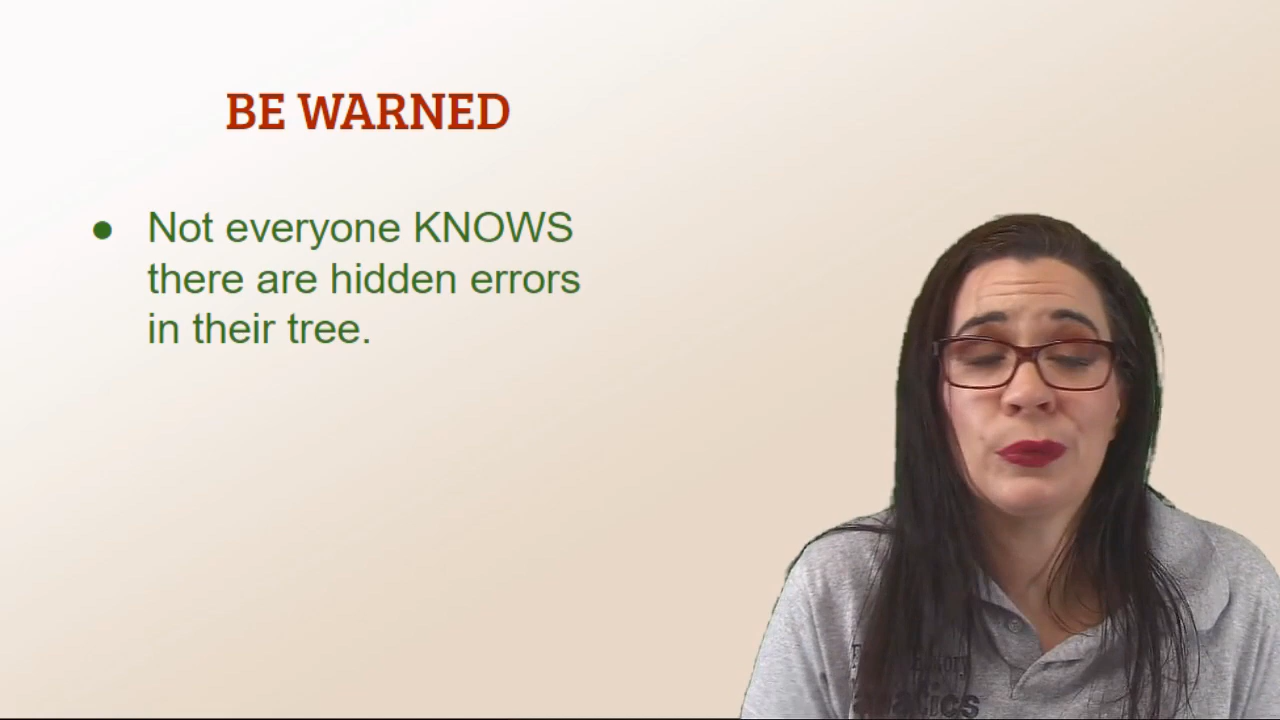 BE WARNED
● Not everyone KNOWS
there are hidden errors
in their tree.